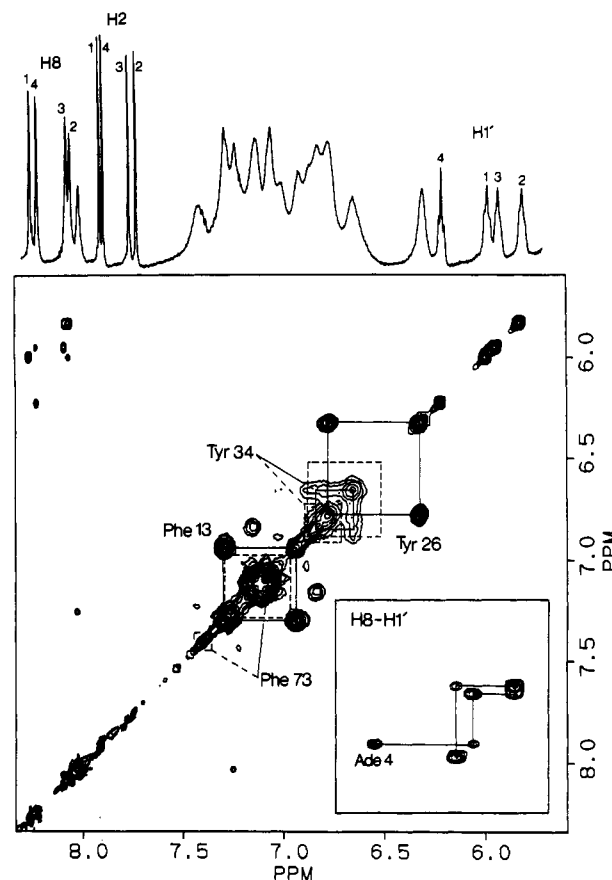 H2
1 4
H8
1
4
3
2
3 2
H1'
4
1 3 2
6.0
6.5
7.0
7.5
8.0
PPM
Tyr 34
Phe 13
Tyr 26
Phe 73
H8-H1'
Ade 4
8.0 7.5 7.0 6.5 6.0
PPM